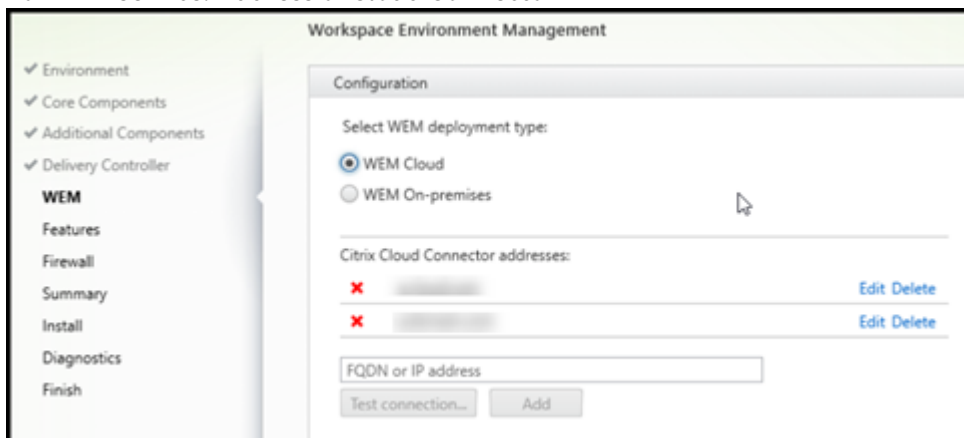 Workspace Environment Management
Environment
Core Components
Additional Components
Delivery Controller
WEM
Features
Firewall
Summary
Install
Diagnostics
Finish
Configuration
Select WEM deployment type:
WEM Cloud
WEM On-premises
Citrix Cloud Connector addresses:
Edit Delete
Edit Delete
FQDN or IP address
Test connection... Add